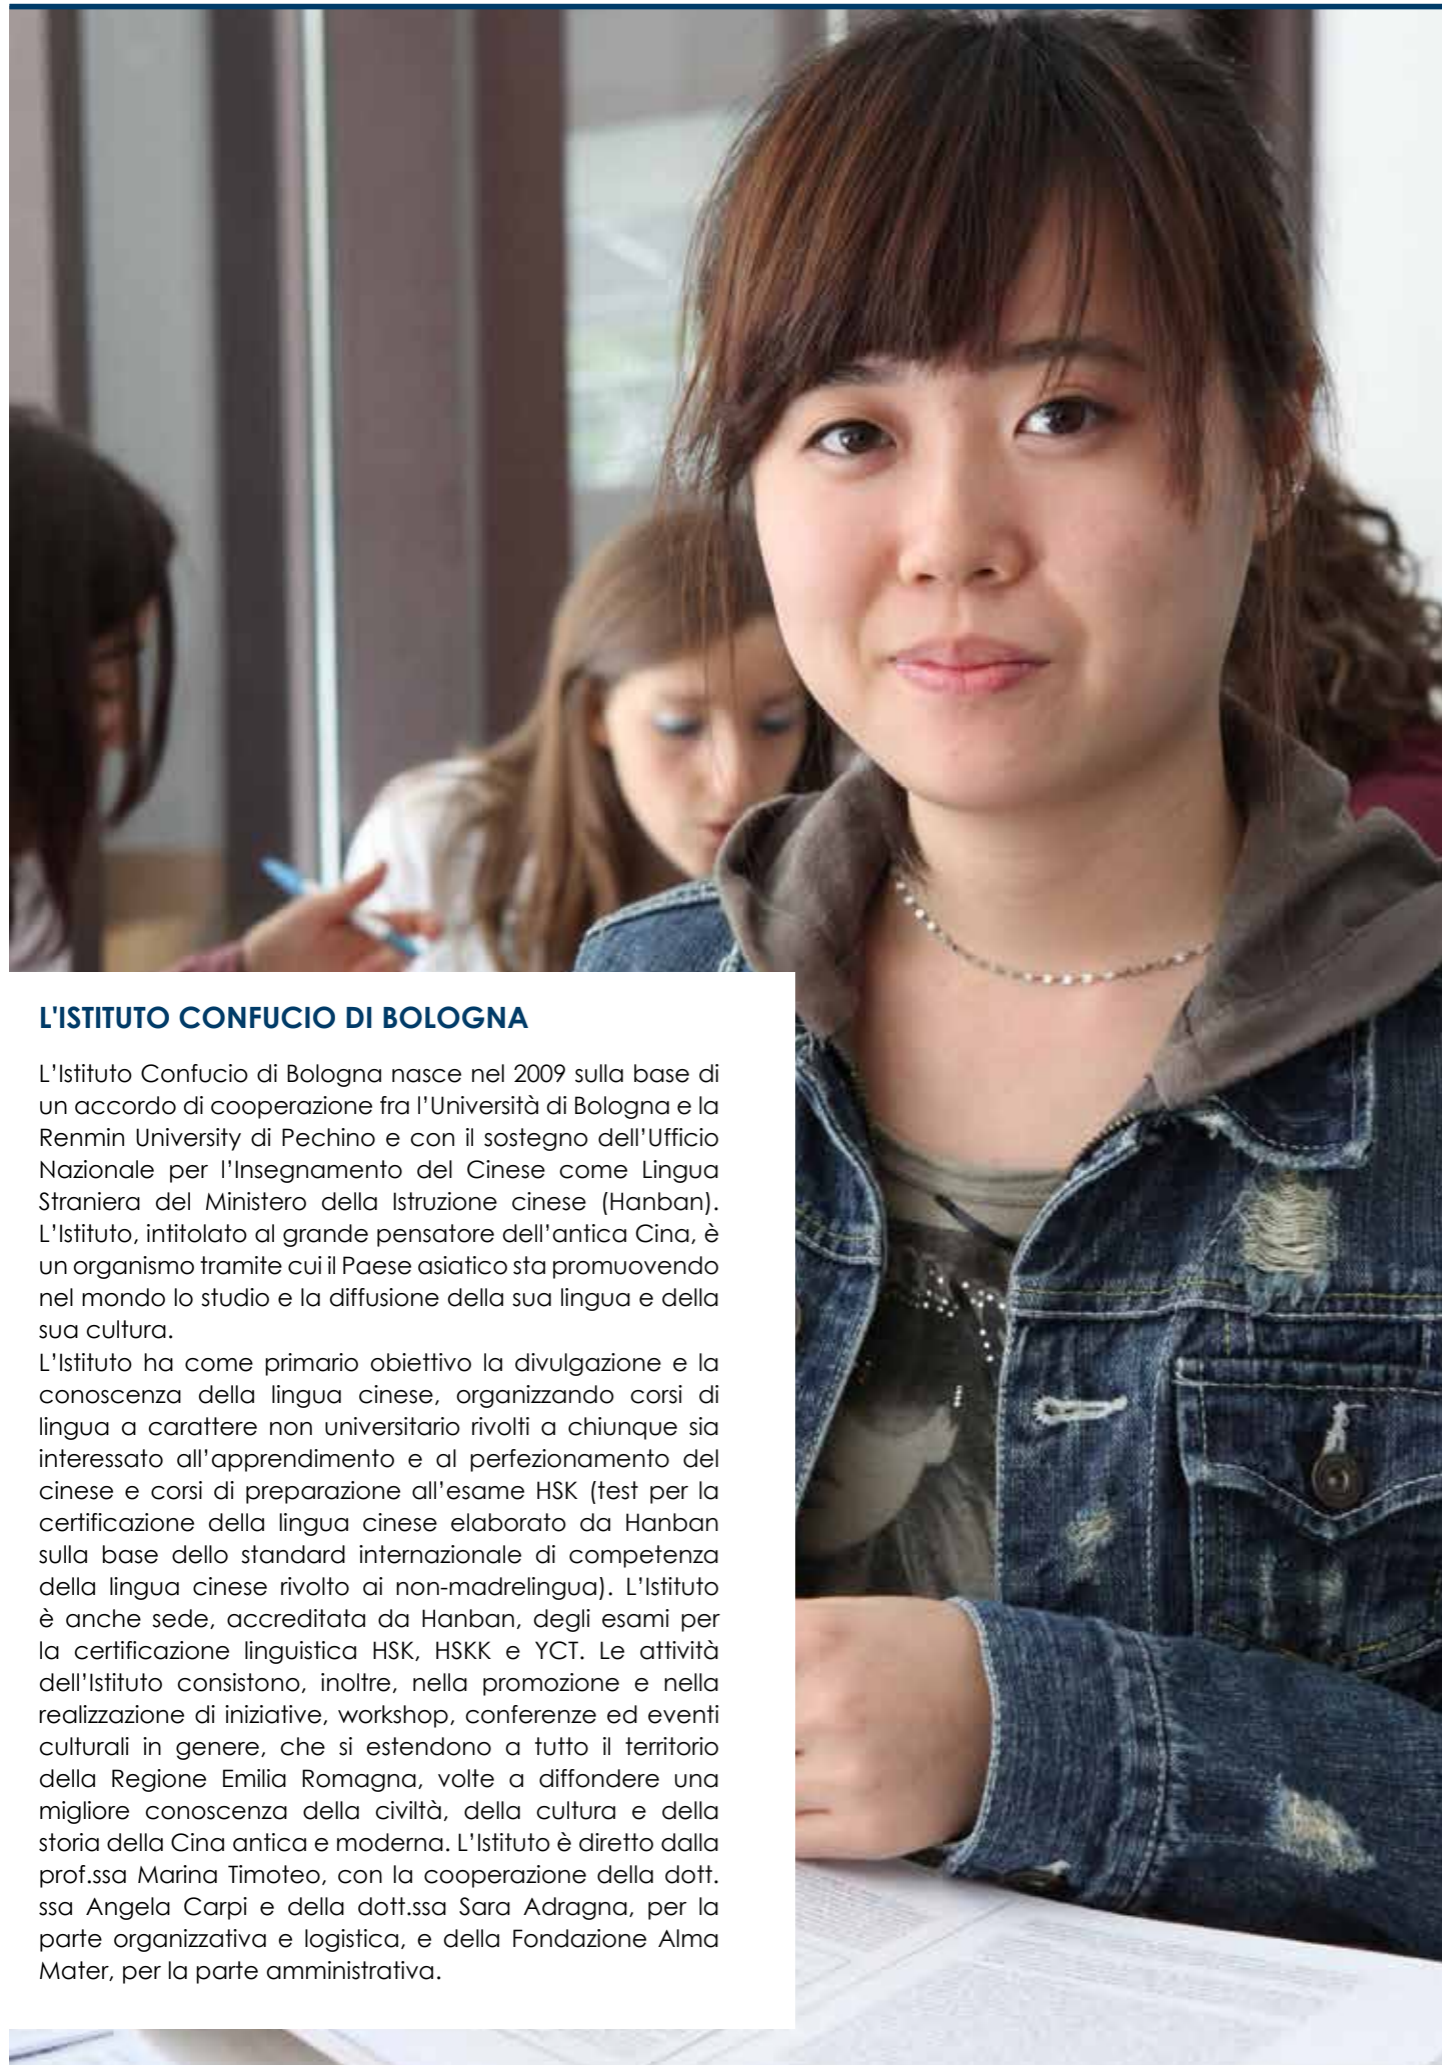 L'ISTITUTO CONFUCIO DI BOLOGNA
L'Istituto Confucio di Bologna nasce nel 2009 sulla base di
un accordo di cooperazione fra l'Università di Bologna e la
Renmin University di Pechino e con il sostegno dell'Ufficio
Nazionale per l'Insegnamento del Cinese come Lingua
Straniera del Ministero della Istruzione cinese (Hanban).
L'Istituto, intitolato al grande pensatore dell'antica Cina, è
un organismo tramite cui il Paese asiatico sta promuovendo
nel mondo lo studio e la diffusione della sua lingua e della
sua cultura.
L'Istituto ha come primario obiettivo la divulgazione e la
conoscenza della lingua cinese, organizzando corsi di
lingua a carattere non universitario rivolti a chiunque sia
interessato all'apprendimento e al perfezionamento del
cinese e corsi di preparazione all'esame HSK (test per la
certificazione della lingua cinese elaborato da Hanban
sulla base dello standard internazionale di competenza
della lingua cinese rivolto ai non-madrelingua). L'Istituto
è anche sede, accreditata da Hanban, degli esami per
la certificazione linguistica HSK, HSKK e YCT. Le attività
dell'Istituto consistono, inoltre, nella promozione e nella
realizzazione di iniziative, workshop, conferenze ed eventi
culturali in genere, che si estendono a tutto il territorio
della Regione Emilia Romagna, volte a diffondere una
migliore conoscenza della civiltà, della cultura e della
storia della Cina antica e moderna. L'Istituto è diretto dalla
prof.ssa Marina Timoteo, con la cooperazione della dott.
ssa Angela Carpi e della dott.ssa Sara Adragna, per la
parte organizzativa e logistica, e della Fondazione Alma
Mater, per la parte amministrativa.